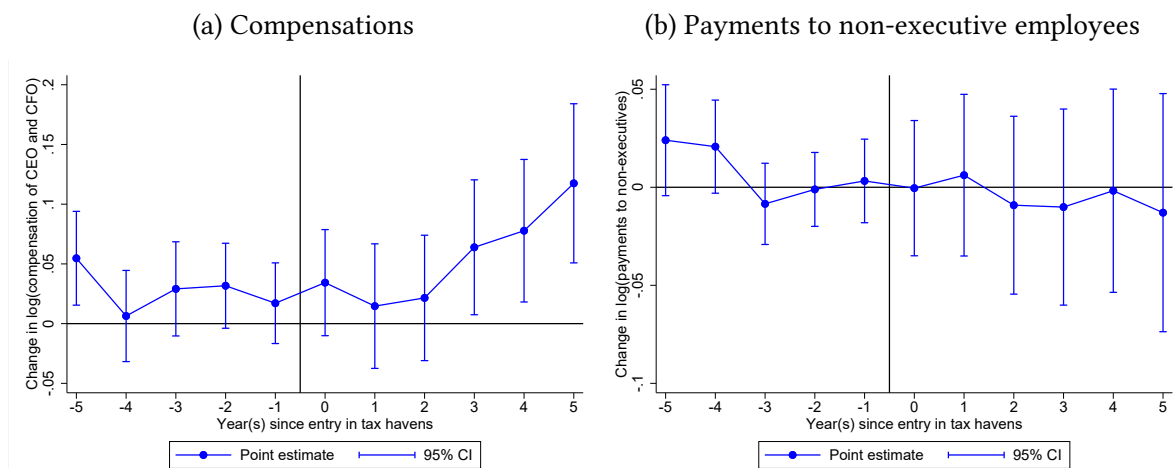 (a) Compensations
Change in log(compensation of CEO and CFO)
.2
.15
.1
.05
0
-.05
-5 -4 -3 -2 -1 0 1 2 3 4 5
Year(s) since entry in tax havens
Point estimate 95% CI
(b) Payments to non-executive employees
Change in log(payments to non-executives)
.05
0
-.05
-.1
-5 -4 -3 -2 -1 0 1 2 3 4 5
Year(s) since entry in tax havens
Point estimate 95% CI